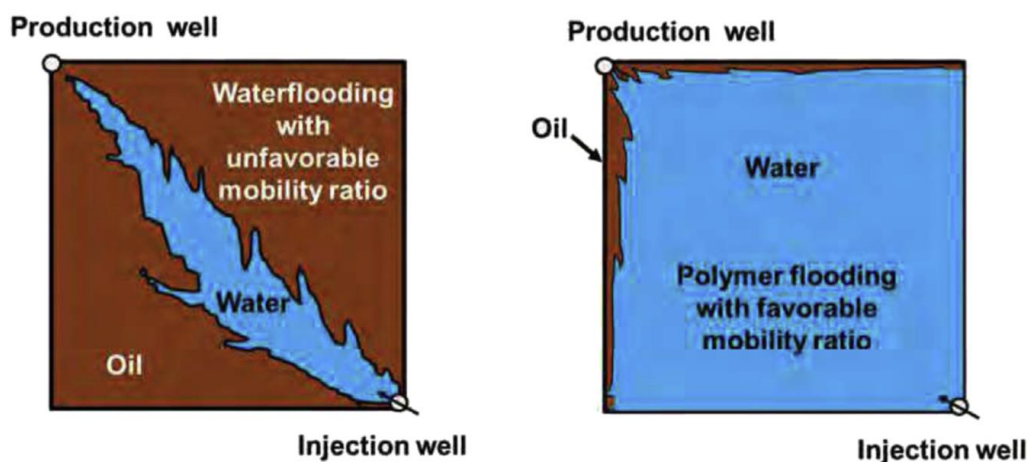 Production well
Waterflooding
with
unfavorable
mobility ratio
Water
Oil
Injection well
Production well
Oil
Water
Polymer flooding
with favorable
mobility ratio
Injection well